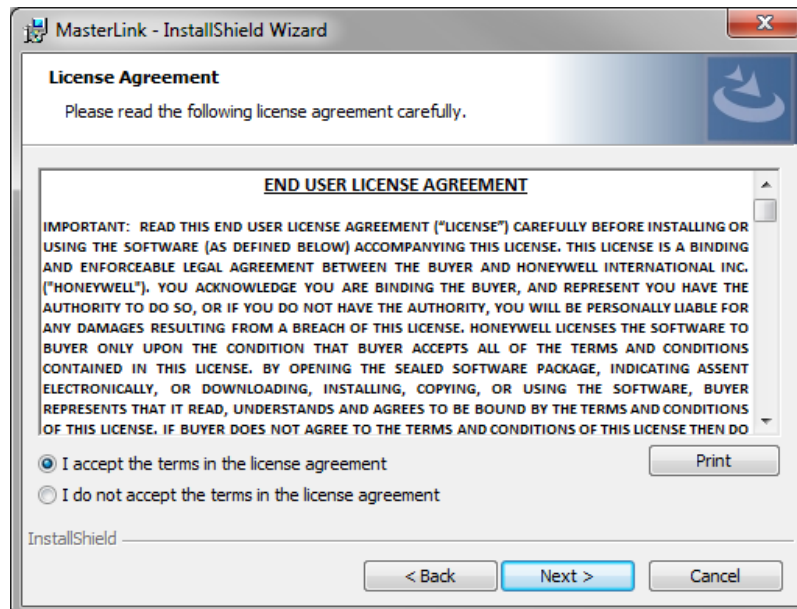 MasterLink - InstallShield Wizard
License Agreement
Please read the following license agreement carefully.
END USER LICENSE AGREEMENT
IMPORTANT: READ THIS END USER LICENSE AGREEMENT (“LICENSE”) CAREFULLY BEFORE INSTALLING OR
USING THE SOFTWARE (AS DEFINED BELOW) ACCOMPANYING THIS LICENSE. THIS LICENSE IS A BINDING
AND ENFORCEABLE LEGAL AGREEMENT BETWEEN THE BUYER AND HONEYWELL INTERNATIONAL INC.
("HONEYWELL"). YOU ACKNOWLEDGE YOU ARE BINDING THE BUYER, AND REPRESENT YOU HAVE THE
AUTHORITY TO DO SO, OR IF YOU DO NOT HAVE THE AUTHORITY, YOU WILL BE PERSONALLY LIABLE FOR
ANY DAMAGES RESULTING FROM A BREACH OF THIS LICENSE. HONEYWELL LICENSES THE SOFTWARE TO
BUYER ONLY UPON THE CONDITION THAT BUYER ACCEPTS ALL OF THE TERMS AND CONDITIONS
CONTAINED IN THIS LICENSE. BY OPENING THE SEALED SOFTWARE PACKAGE, INDICATING ASSENT
ELECTRONICALLY, OR DOWNLOADING, INSTALLING, COPYING, OR USING THE SOFTWARE, BUYER
REPRESENTS THAT IT READ, UNDERSTANDS AND AGREES TO BE BOUND BY THE TERMS AND CONDITIONS
OF THIS LICENSE. IF BUYER DOES NOT AGREE TO THE TERMS AND CONDITIONS OF THIS LICENSE THEN DO
I accept the terms in the license agreement
Print
I do not accept the terms in the license agreement
InstallShield
< Back Next > Cancel